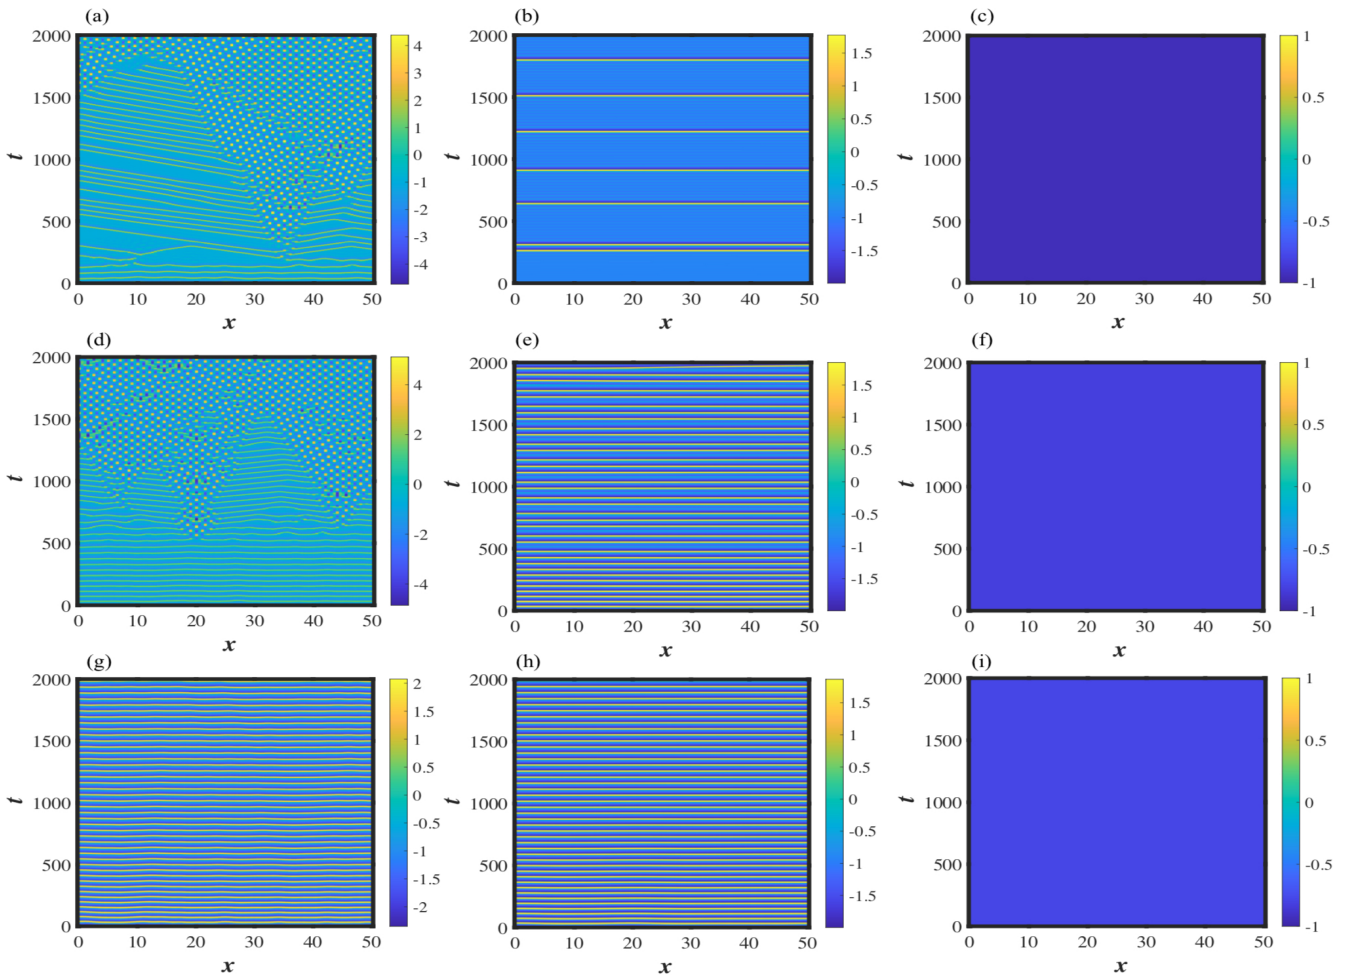 (a) (b) (c)
2000 4 2000 1.5 2000 1
3 1
1500 2 1500 1500 0.5
1 0.5
t 1000 0 t 1000 0 t 1000 0
-1 -0.5
500 -2 500 -1 500 -0.5
-3
0 -4 0 -1.5 0 -1
0 10 20 30 40 50 0 10 20 30 40 50 0 10 20 30 40 50
x x x
(d) (e) (f)
2000 4 2000 1.5 2000 1
1500 2 1500 1 1500 0.5
0.5
t 1000 0 t 1000 0 t 1000 0
-0.5
500 -2 500 -1 500 -0.5
0 -4 0 -1.5 0 -1
0 10 20 30 40 50 0 10 20 30 40 50 0 10 20 30 40 50
x x x
(g) (h) (i)
2000 2 2000 1.5 2000 1
1.5
1500 1 1500 1 1500 0.5
0.5 0.5
t 1000 0 t 1000 0 t 1000 0
-0.5 -0.5
500 -1 500 -1 500 -0.5
-1.5
0 -2 0 -1.5 0 -1
0 10 20 30 40 50 0 10 20 30 40 50 0 10 20 30 40 50
x x x